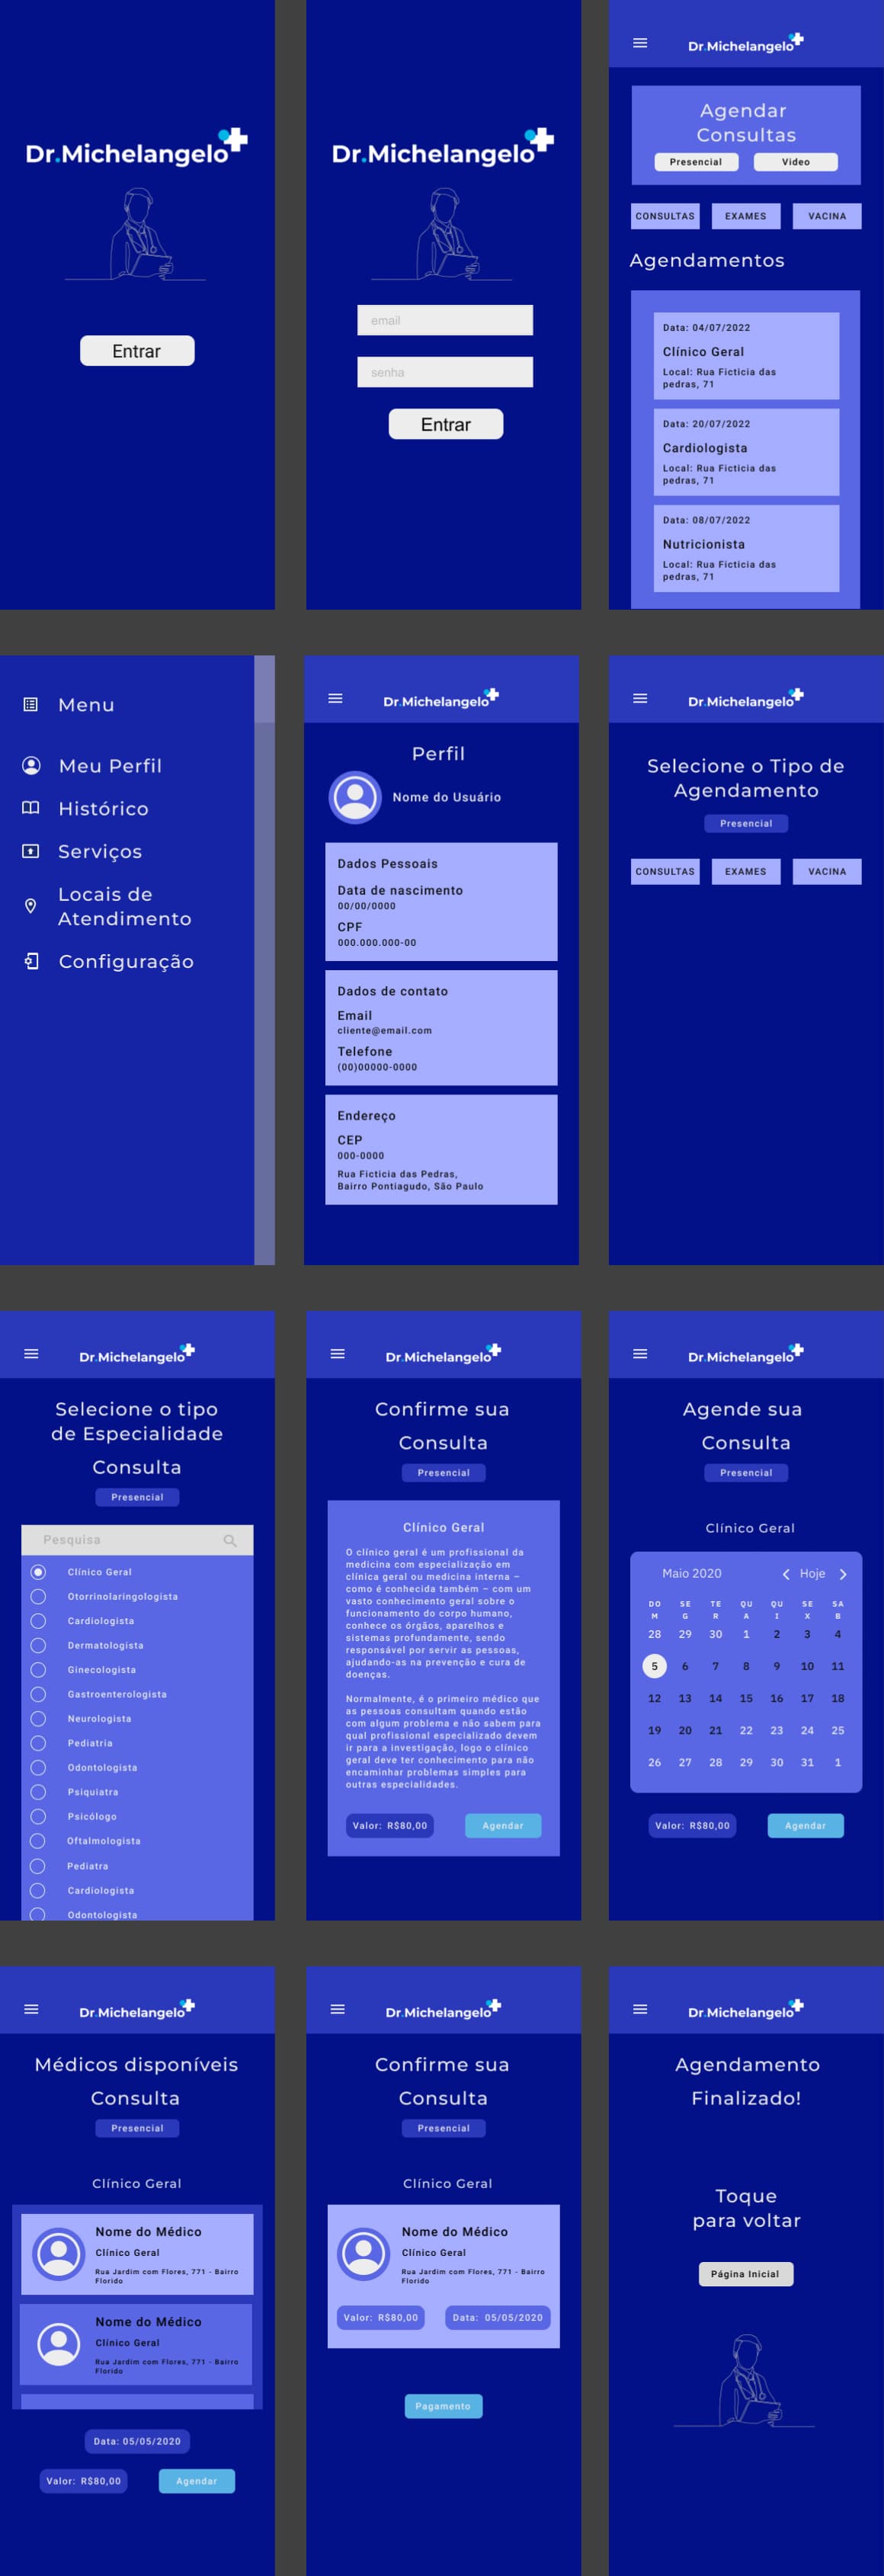 Dr.Michelangelo
Entrar
Dr.Michelangelo
email
senha
Entrar
Dr.Michelangelo
Agendar
Consultas
Presencial
Video
CONSULTAS
EXAMES
VACINA
Agendamentos
Data: 04/07/2022
Clínico Geral
Local: Rua Ficticia das
pedras, 71
Data: 20/07/2022
Cardiologista
Local: Rua Ficticia das
pedras, 71
Data: 08/07/2022
Nutricionista
Local: Rua Ficticia das
pedras, 71
Menu
Meu Perfil
Histórico
Serviços
Locais de
Atendimento
Configuração
Dr.Michelangelo
Perfil
Nome do Usuário
Dados Pessoais
Data de nascimento
00/00/0000
CPF
000.000.000-00
Dados de contato
Email
cliente@email.com
Telefone
(00)00000-0000
Endereço
CEP
000-0000
Rua Ficticia das Pedras,
Bairro Pontiagudo, São Paulo
Dr.Michelangelo
Selecione o Tipo de
Agendamento
Presencial
CONSULTAS
EXAMES
VACINA
Dr.Michelangelo
Selecione o tipo
de Especialidade
Consulta
Presencial
Pesquisa
Clínico Geral
Otorrinolaringologista
Cardiologista
Dermatologista
Ginecologista
Gastroenterologista
Neurologista
Pediatria
Odontologista
Psiquiatra
Psicólogo
Oftalmologista
Pediatra
Cardiologista
Odontologista
Dr.Michelangelo
Confirme sua
Consulta
Presencial
Clínico Geral
O clínico geral é um profissional da
medicina com especialização em
clínica geral ou medicina interna –
como é conhecida também – com um
vasto conhecimento geral sobre o
funcionamento do corpo humano,
conhece os órgãos, aparelhos e
sistemas profundamente, sendo
responsável por servir as pessoas,
ajudando-as na prevenção e cura de
doenças.
Normalmente, é o primeiro médico que
as pessoas consultam quando estão
com algum problema e não sabem para
qual profissional especializado devem
ir para a investigação, logo o clínico
geral deve ter conhecimento para não
encaminhar problemas simples para
outras especialidades.
Valor: R$80,00
Agendar
Dr.Michelangelo
Agende sua
Consulta
Presencial
Clínico Geral
Maio 2020
Hoje
DO SE TE QU QU SE SA
M G R A I X B
28 29 30 1 2 3 4
5 6 7 8 9 10 11
12 13 14 15 16 17 18
19 20 21 22 23 24 25
26 27 28 29 30 31 1
Valor: R$80,00
Agendar
Dr.Michelangelo
Médicos disponíveis
Consulta
Presencial
Clínico Geral
Nome do Médico
Clínico Geral
Rua Jardim com Flores, 771 - Bairro
Florido
Nome do Médico
Clínico Geral
Rua Jardim com Flores, 771 - Bairro
Florido
Data: 05/05/2020
Valor: R$80,00
Agendar
Dr.Michelangelo
Confirme sua
Consulta
Presencial
Clínico Geral
Nome do Médico
Clínico Geral
Rua Jardim com Flores, 771 - Bairro
Florido
Valor: R$80,00
Data: 05/05/2020
Pagamento
Dr.Michelangelo
Agendamento
Finalizado!
Toque
para voltar
Página Inicial